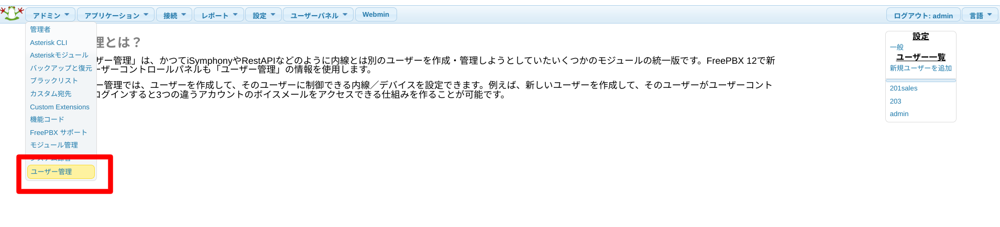 アドミン
アプリケーション
接続
レポート
設定
ユーザーパネル
Webmin
ログアウト: admin
言語
管理者
Asterisk CLI
Asteriskモジュール
バックアップと復元
ブラックリスト
カスタム宛先
Custom Extensions
機能コード
FreePBX サポート
モジュール管理
ユーザー管理
理とは？
ザー管理」は、かつてiSymphonyやRestAPIなどのように内線とは別のユーザーを作成・管理しようとしていたいくつかのモジュールの統一版です。FreePBX 12で新
ーザーコントロールパネルも「ユーザー管理」の情報を使用します。
ー管理では、ユーザーを作成して、そのユーザーに制御できる内線／デバイスを設定できます。例えば、新しいユーザーを作成して、そのユーザーがユーザーコント
ログインすると3つの違うアカウントのボイスメールをアクセスできる仕組みを作ることが可能です。
設定
一般
ユーザー一覧
新規ユーザーを追加
201sales
203
admin